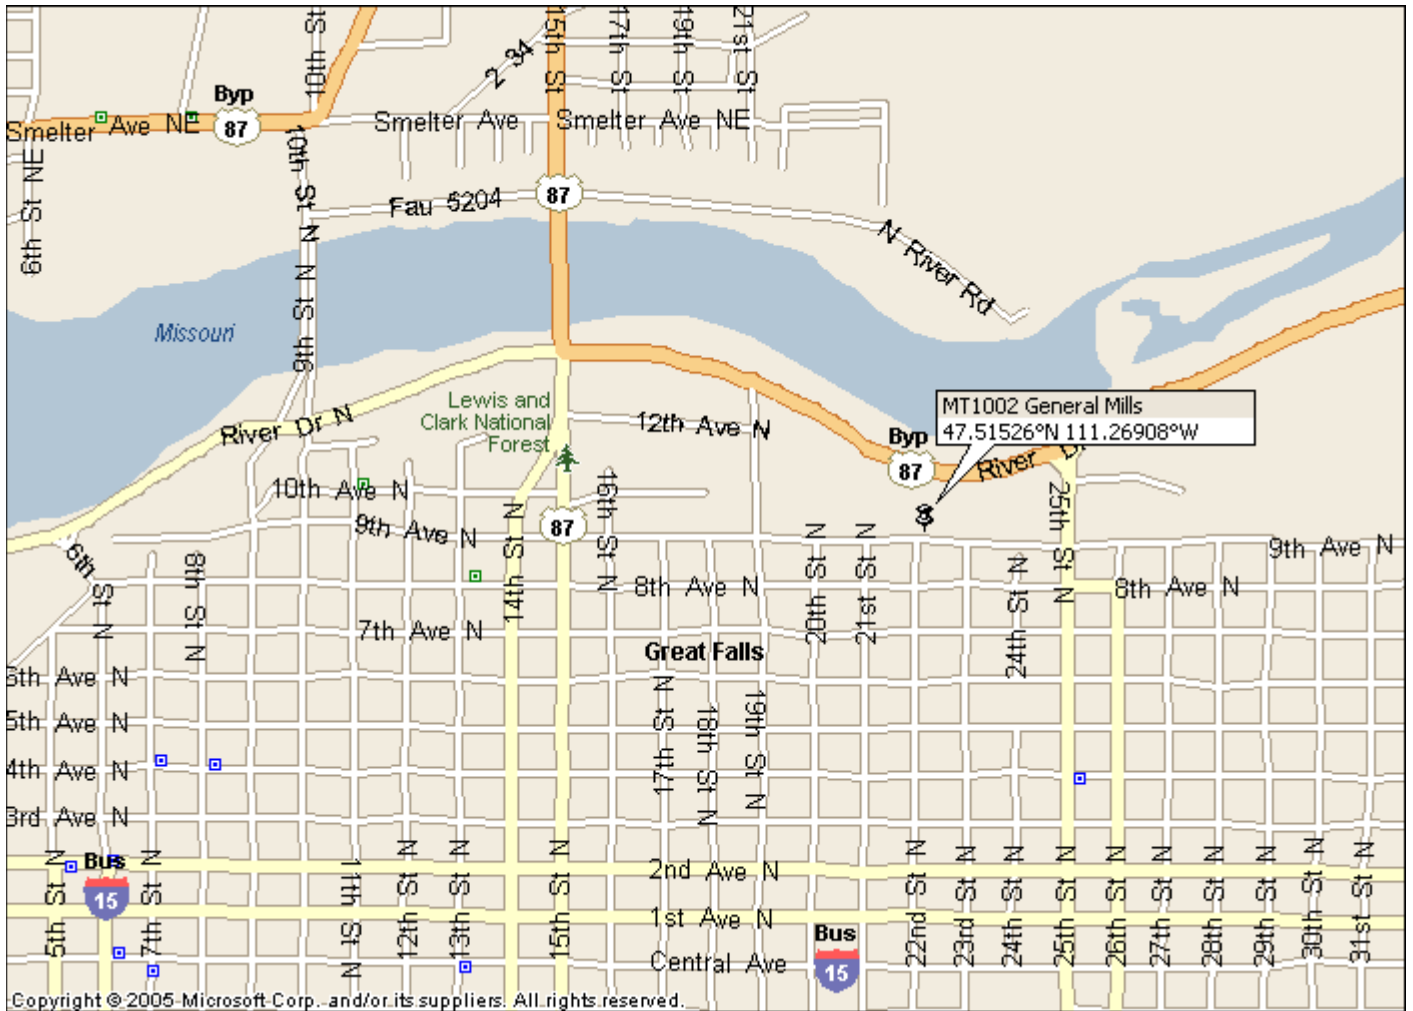 10th St
15th St
17th St
19th St
21st St
2 34
Byp
87
Smelter Ave NE
Smelter Ave
Smelter Ave NE
6th St NE
10th St N
Fau 5204
87
N River Rd
9th St N
Missouri
River Dr N
Lewis and
Clark National
Forest
12th Ave N
MT1002 General Mills
47.51526°N 111.26908°W
Byp
87
River Dr
10th Ave N
16th St N
25th St N
9th Ave N
14th St N
87
20th St N
21st St N
9th Ave N
6th St N
8th St N
8th Ave N
24th St N
8th Ave N
7th Ave N
Great Falls
6th Ave N
17th St N
18th St N
19th St N
5th Ave N
4th Ave N
3rd Ave N
Bus
15
5th St N
7th St N
11th St N
12th St N
13th St N
15th St N
2nd Ave N
1st Ave N
Central Ave
Bus
15
22nd St N
23rd St N
24th St N
25th St N
26th St N
27th St N
28th St N
29th St N
30th St N
31st St N
Copyright © 2005 Microsoft Corp. and/or its suppliers. All rights reserved.